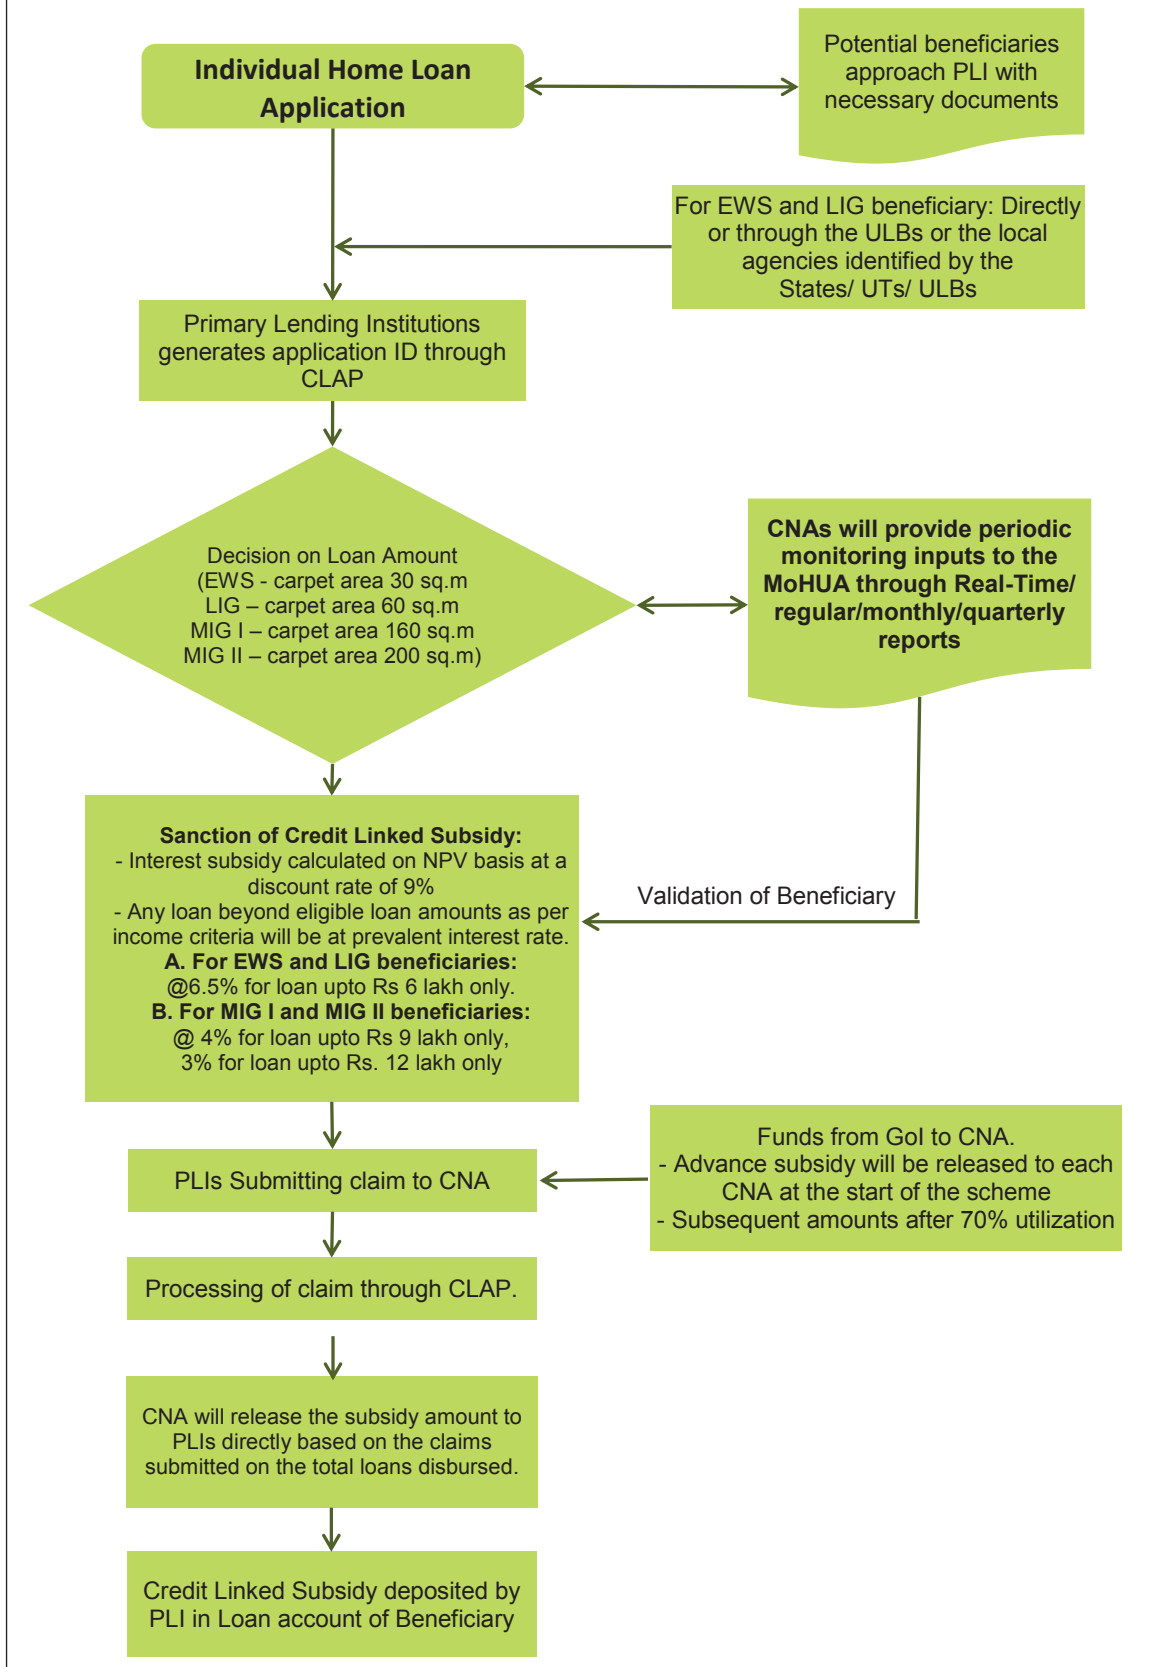 Individual Home Loan
Application
Potential beneficiaries
approach PLI with
necessary documents
For EWS and LIG beneficiary: Directly
or through the ULBs or the local
agencies identified by the
States/ UTs/ ULBs
Primary Lending Institutions
generates application ID through
CLAP
Decision on Loan Amount
(EWS - carpet area 30 sq.m
LIG – carpet area 60 sq.m
MIG I – carpet area 160 sq.m
MIG II – carpet area 200 sq.m)
CNAs will provide periodic
monitoring inputs to the
MoHUA through Real-Time/
regular/monthly/quarterly
reports
Validation of Beneficiary
Sanction of Credit Linked Subsidy:
- Interest subsidy calculated on NPV basis at a
discount rate of 9%
- Any loan beyond eligible loan amounts as per
income criteria will be at prevalent interest rate.
A. For EWS and LIG beneficiaries:
@6.5% for loan upto Rs 6 lakh only.
B. For MIG I and MIG II beneficiaries:
@ 4% for loan upto Rs 9 lakh only,
3% for loan upto Rs. 12 lakh only
PLIs Submitting claim to CNA
Funds from GoI to CNA.
- Advance subsidy will be released to each
CNA at the start of the scheme
- Subsequent amounts after 70% utilization
Processing of claim through CLAP.
CNA will release the subsidy amount to
PLIs directly based on the claims
submitted on the total loans disbursed.
Credit Linked Subsidy deposited by
PLI in Loan account of Beneficiary